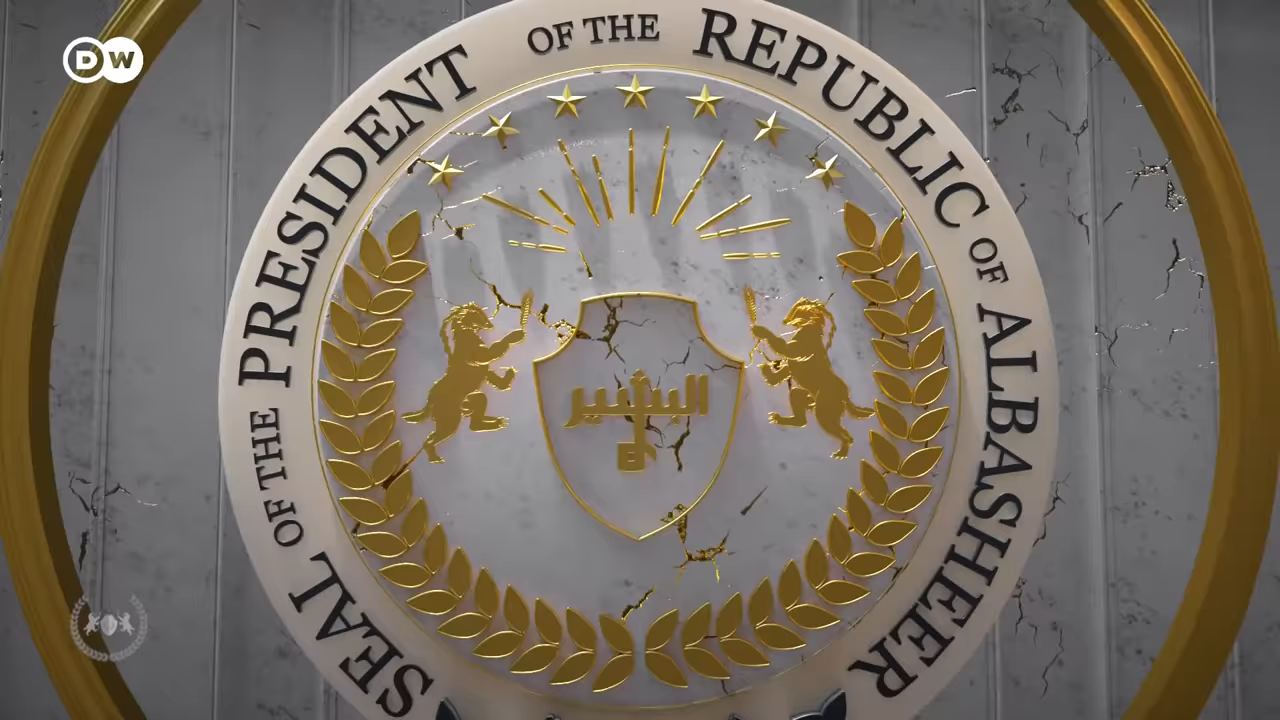 DW
SEAL OF THE PRESIDENT OF THE REPUBLIC OF ALBASHEER
البشير